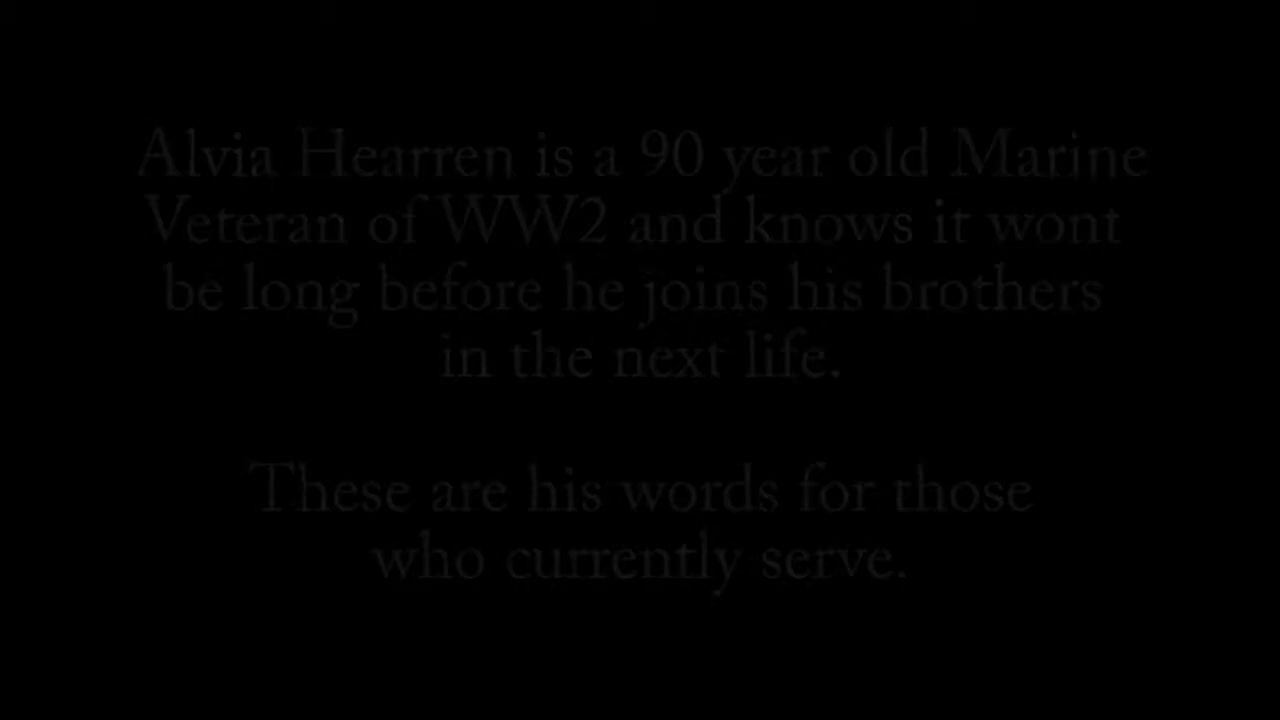 Alvia Hearren is a 90 year old Marine
Veteran of WW2 and knows it wont
be long before he joins his brothers
in the next life.
These are his words for those
who currently serve.